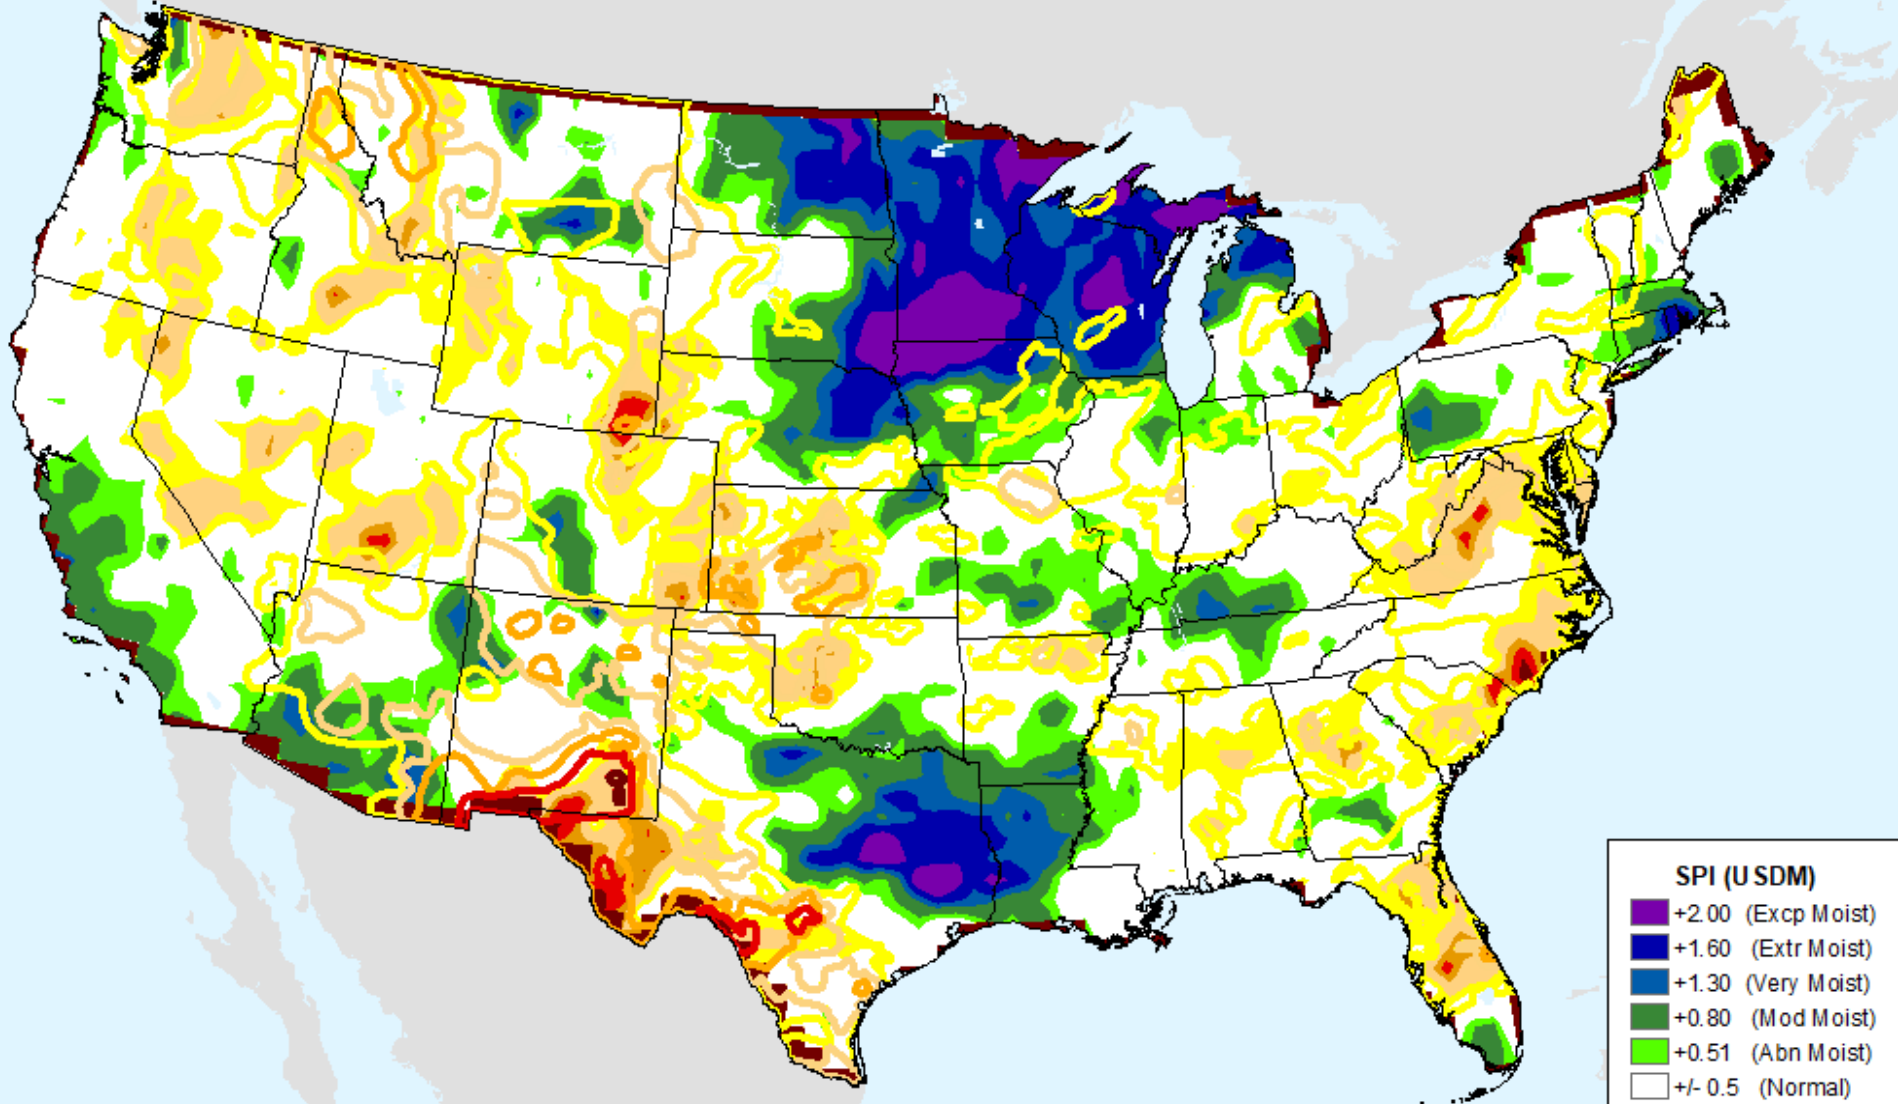 SPI (USDM)
+2.00 (Excp Moist)
+1.60 (Extr Moist)
+1.30 (Very Moist)
+0.80 (Mod Moist)
+0.51 (Abn Moist)
+/- 0.5 (Normal)